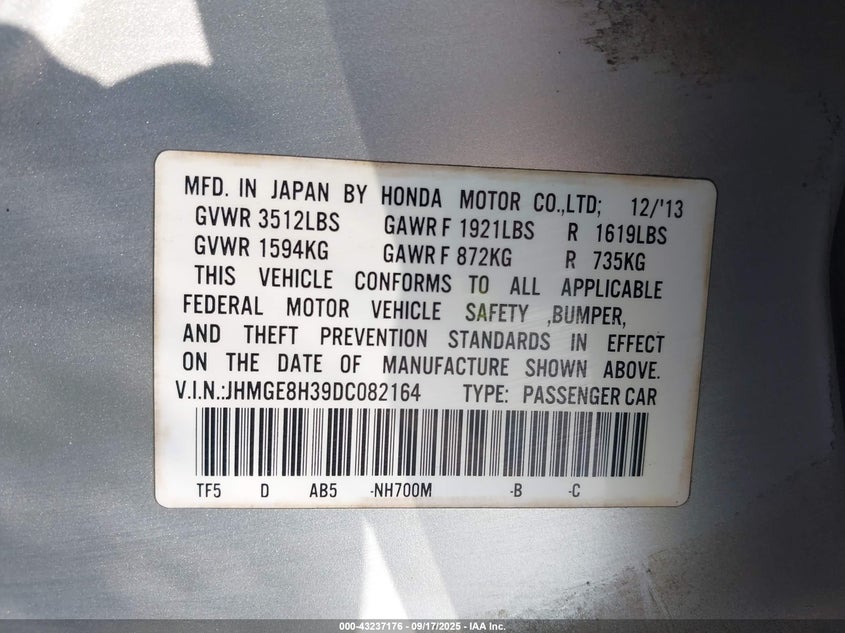 MFD. IN JAPAN BY HONDA MOTOR CO.,LTD; 12/'13
GVWR 3512LBS GAWR F 1921LBS R 1619LBS
GVWR 1594KG GAWR F 872KG R 735KG
THIS VEHICLE CONFORMS TO ALL APPLICABLE
FEDERAL MOTOR VEHICLE SAFETY ,BUMPER,
AND THEFT PREVENTION STANDARDS IN EFFECT
ON THE DATE OF MANUFACTURE SHOWN ABOVE.
V.I.N.:JHMGE8H39DC082164 TYPE: PASSENGER CAR
TF5 D AB5 -NH700M -B -C
000-43237176 - 09/17/2025 - IAA Inc.